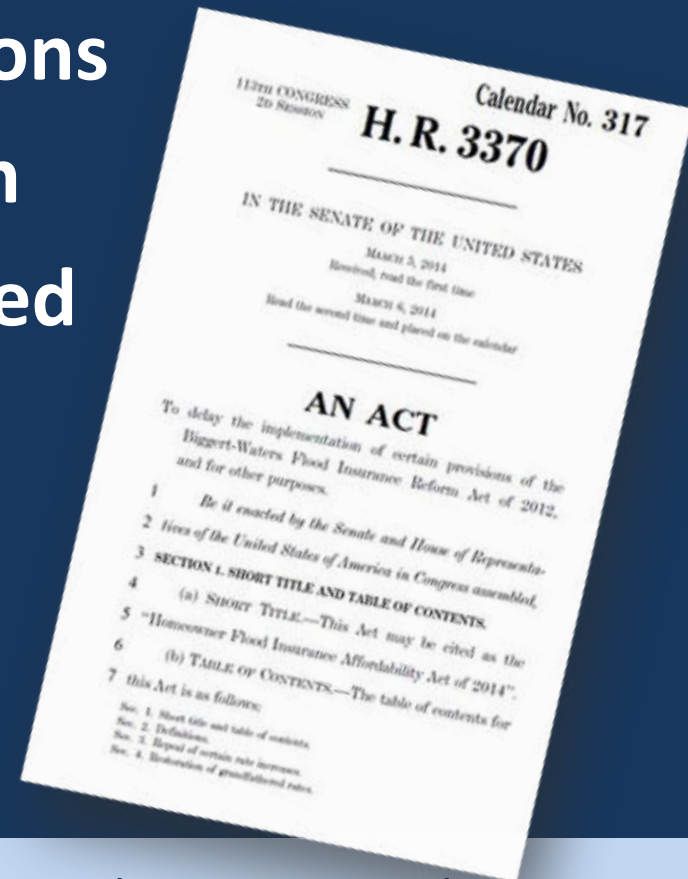 ons
n
ed
Calendar No. 317
113TH CONGRESS
2D SESSION
H. R. 3370
IN THE SENATE OF THE UNITED STATES
MARCH 5, 2014
Received; read the first time
MARCH 6, 2014
Read the second time and placed on the calendar
AN ACT
To delay the implementation of certain provisions of the
Biggert-Waters Flood Insurance Reform Act of 2012,
and for other purposes.
1 Be it enacted by the Senate and House of Representa-
2 tives of the United States of America in Congress assembled,
3 SECTION 1. SHORT TITLE AND TABLE OF CONTENTS.
4 (a) SHORT TITLE.—This Act may be cited as the
5 “Homeowner Flood Insurance Affordability Act of 2014”.
6 (b) TABLE OF CONTENTS.—The table of contents for
7 this Act is as follows:
Sec. 1. Short title and table of contents.
Sec. 2. Definitions.
Sec. 3. Repeal of certain rate increases.
Sec. 4. Restoration of grandfathered rates.